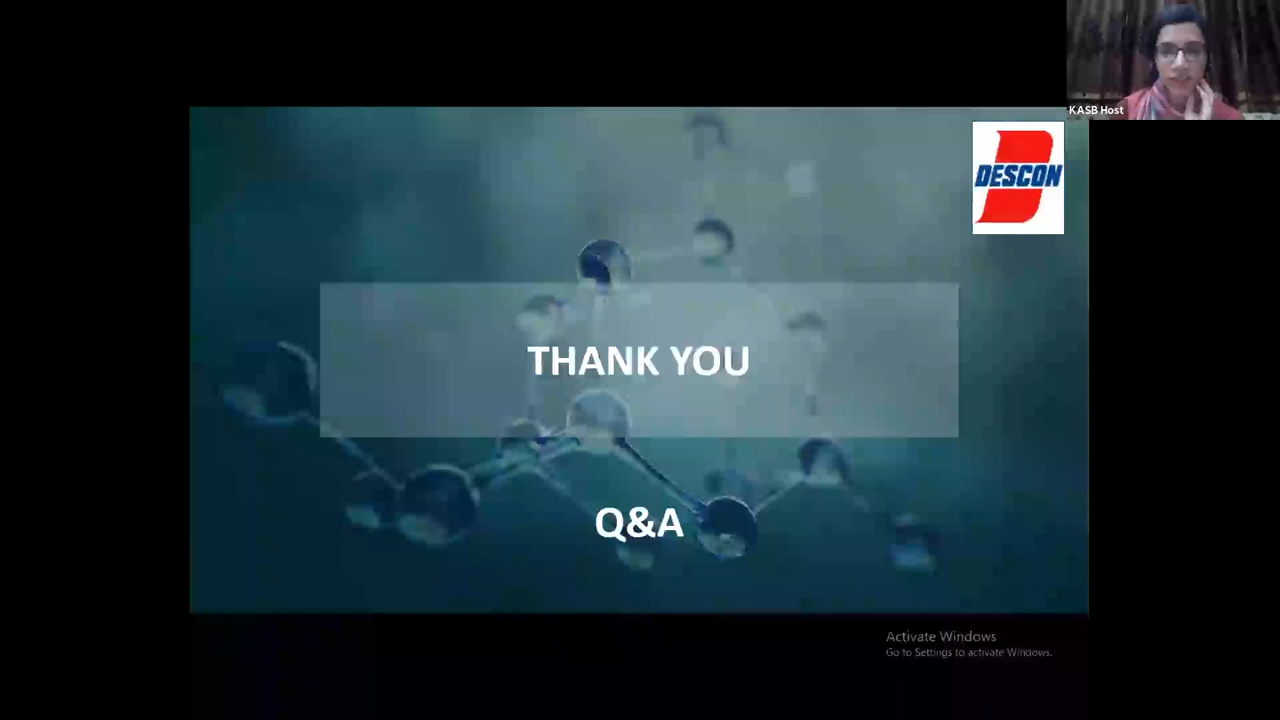 KASB Host
DESCON
THANK YOU
Q&A
Activate Windows
Go to Settings to activate Windows.